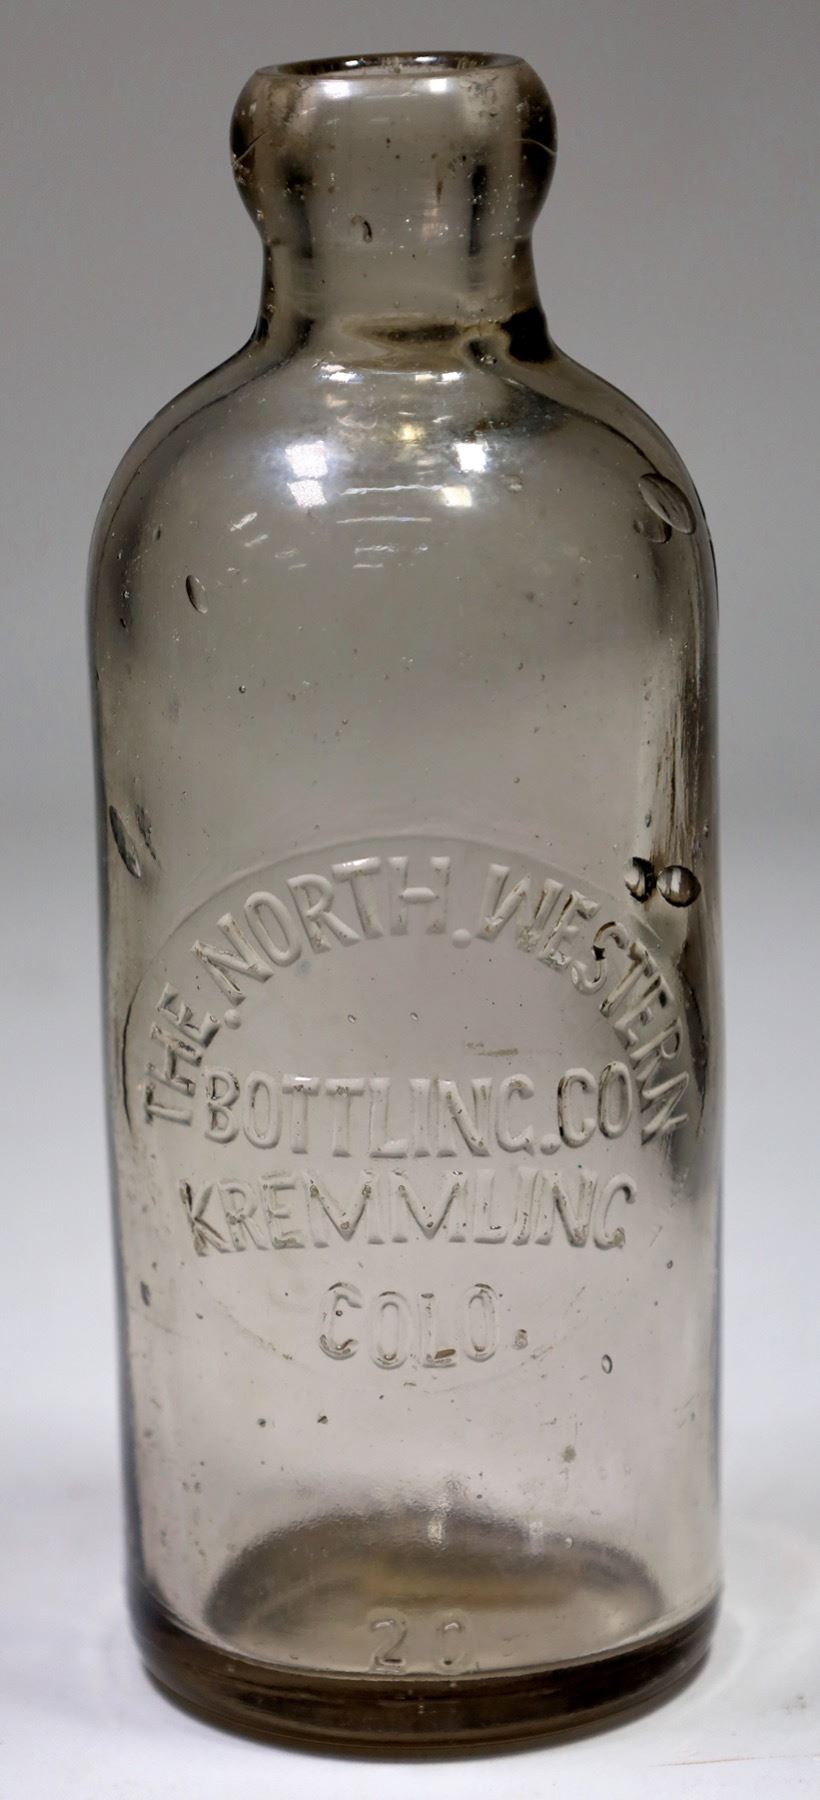 THE.NORTH.WESTERN
BOTTLING.CO
KREMMLING
COLO.
20